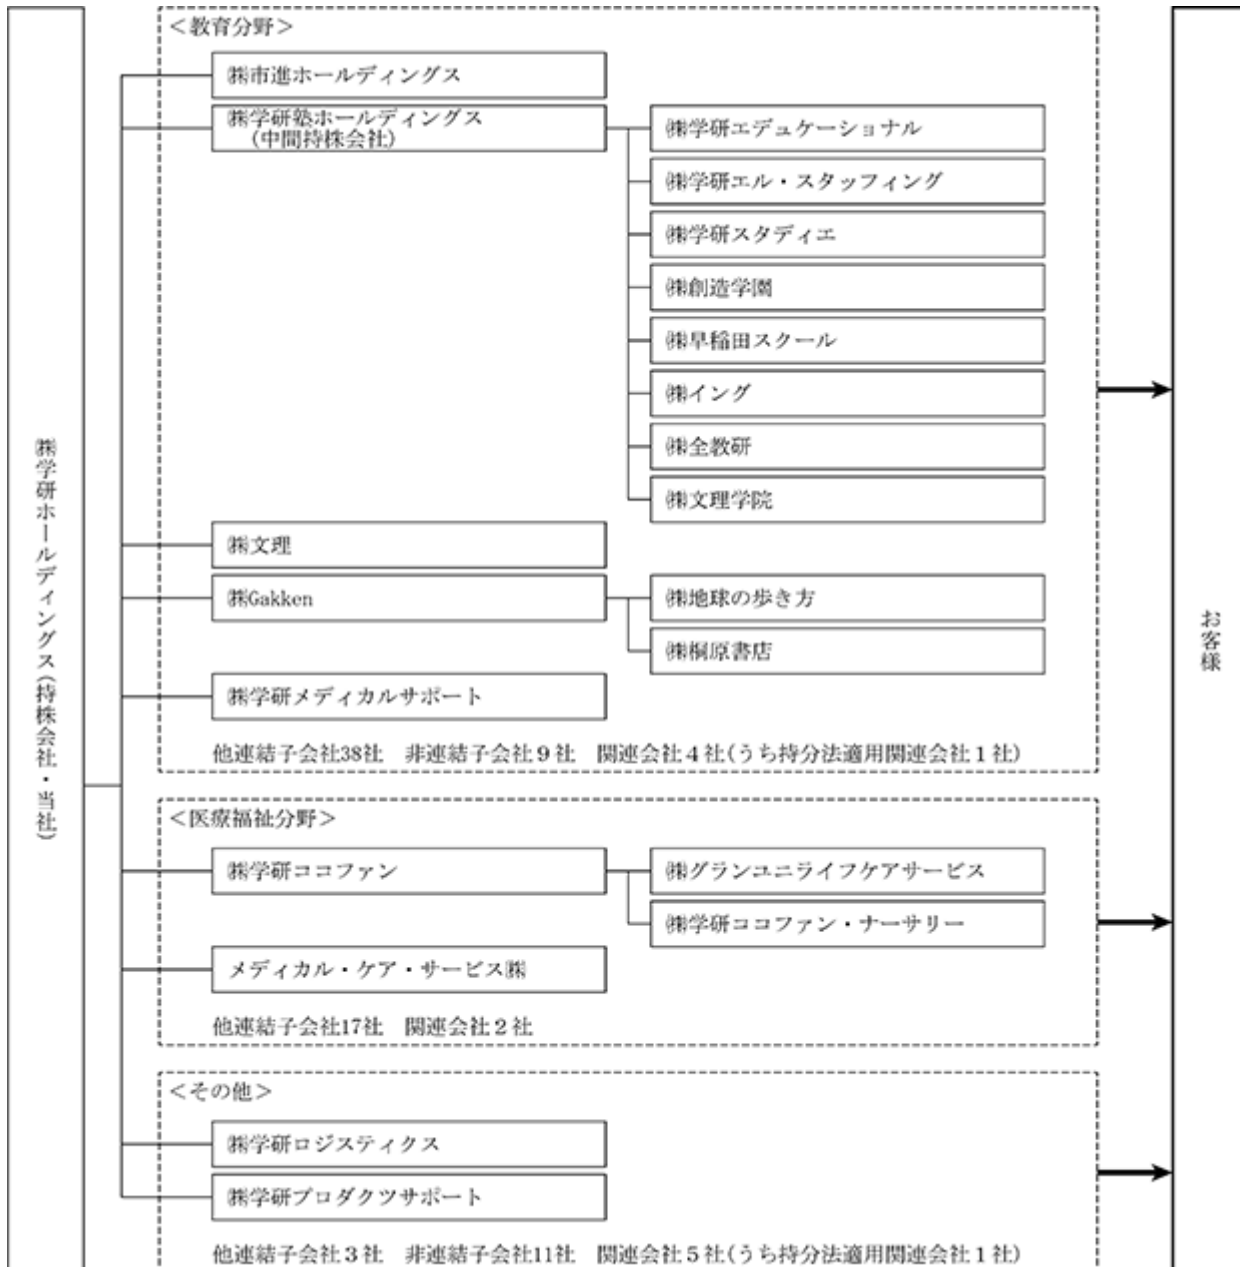 ㈱学研ホールディングス(持株会社・当社)
＜教育分野＞
㈱市進ホールディングス
㈱学研塾ホールディングス
(中間持株会社)
㈱学研エデュケーショナル
㈱学研エル・スタッフィング
㈱学研スタディエ
㈱創造学園
㈱早稲田スクール
㈱イング
㈱全教研
㈱文理学院
㈱文理
㈱Gakken
㈱地球の歩き方
㈱桐原書店
㈱学研メディカルサポート
他連結子会社38社　非連結子会社９社　関連会社４社(うち持分法適用関連会社１社)
＜医療福祉分野＞
㈱学研ココファン
㈱グランユニライフケアサービス
㈱学研ココファン・ナーサリー
メディカル・ケア・サービス㈱
他連結子会社17社　関連会社２社
＜その他＞
㈱学研ロジスティクス
㈱学研プロダクツサポート
他連結子会社３社　非連結子会社11社　関連会社５社(うち持分法適用関連会社１社)
お客様